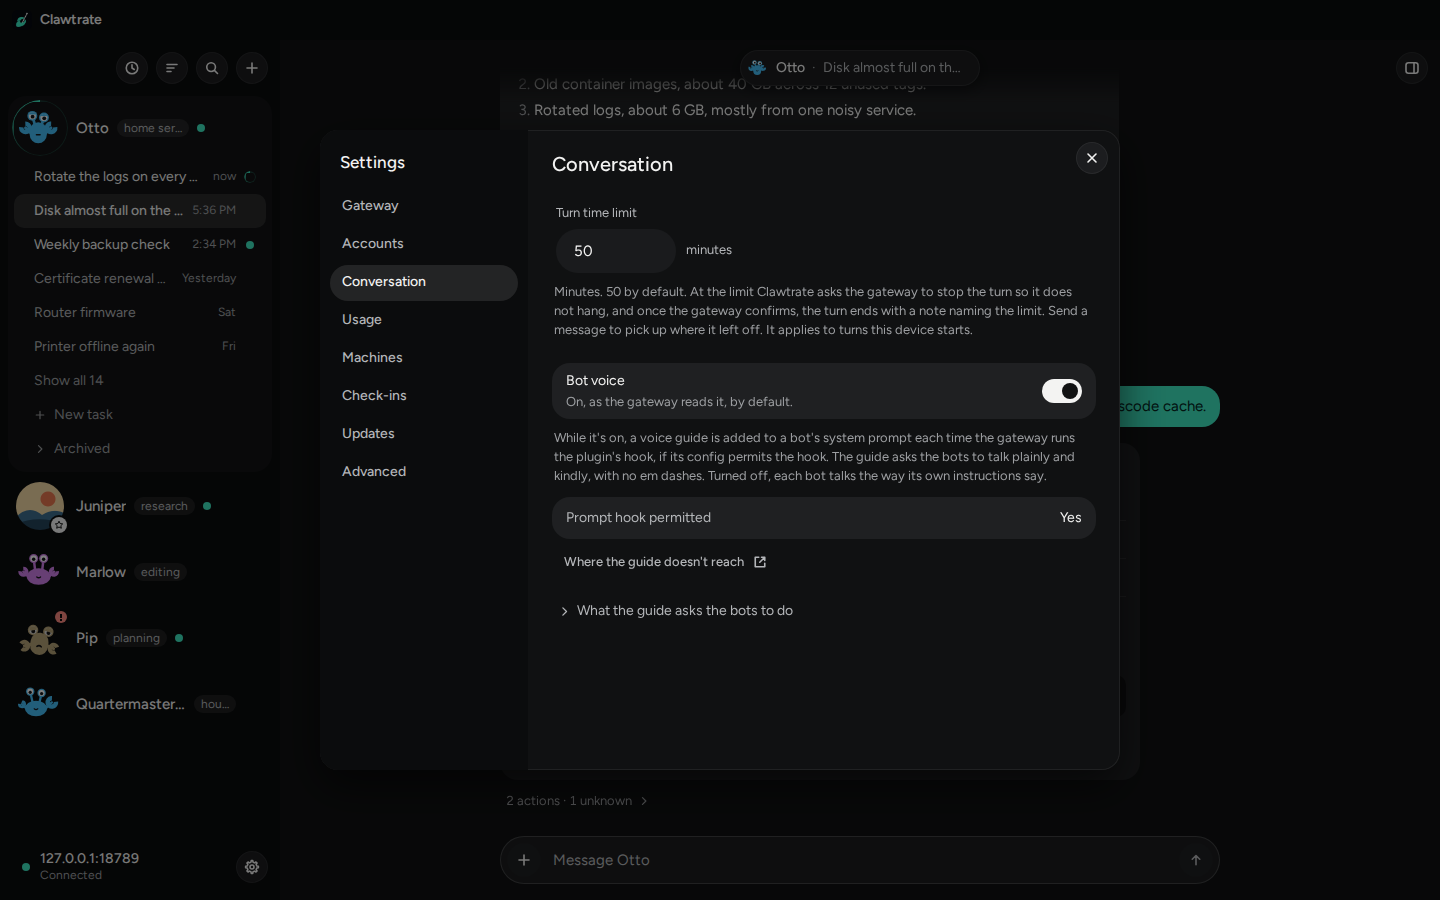 Clawtrate
Otto · Disk almost full on th...
2. Old container images, about 40 GB across 12 unused tags.
3. Rotated logs, about 6 GB, mostly from one noisy service.
Otto
home ser...
Rotate the logs on every ... now
Disk almost full on the ... 5:36 PM
Weekly backup check 2:34 PM
Certificate renewal ... Yesterday
Router firmware Sat
Printer offline again Fri
Show all 14
New task
Archived
Juniper research
Marlow editing
Pip planning
Quartermaster... hou...
127.0.0.1:18789
Connected
Settings
Gateway
Accounts
Conversation
Usage
Machines
Check-ins
Updates
Advanced
Conversation
Turn time limit
50 minutes
Minutes. 50 by default. At the limit Clawtrate asks the gateway to stop the turn so it does
not hang, and once the gateway confirms, the turn ends with a note naming the limit. Send a
message to pick up where it left off. It applies to turns this device starts.
Bot voice
On, as the gateway reads it, by default.
While it's on, a voice guide is added to a bot's system prompt each time the gateway runs
the plugin's hook, if its config permits the hook. The guide asks the bots to talk plainly and
kindly, with no em dashes. Turned off, each bot talks the way its own instructions say.
Prompt hook permitted Yes
Where the guide doesn't reach
What the guide asks the bots to do
scode cache.
2 actions · 1 unknown
Message Otto